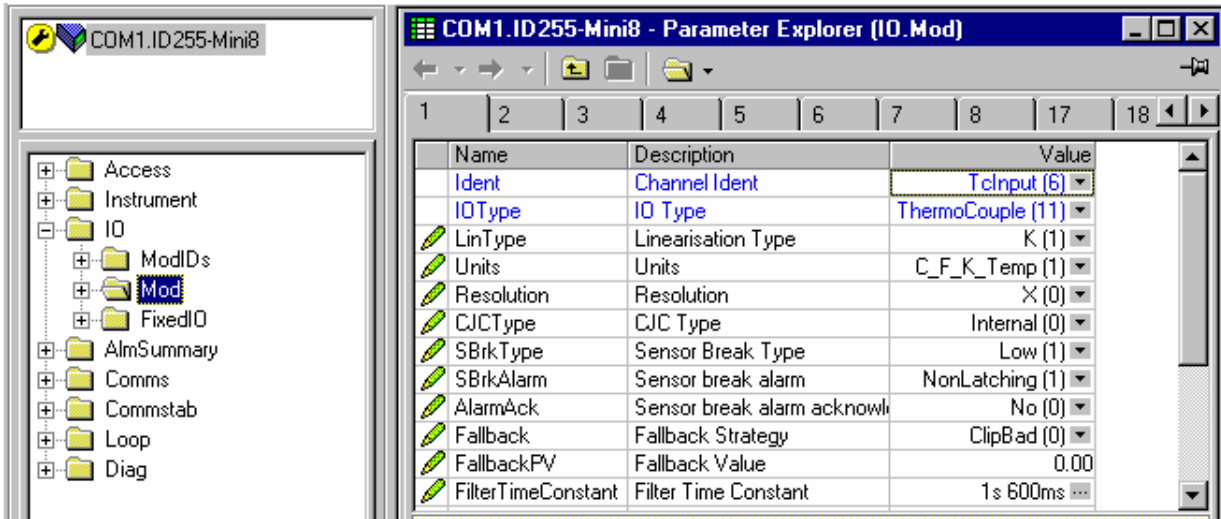 COM1.ID255-Mini8
Access
Instrument
IO
ModIDs
Mod
FixedIO
AlmSummary
Comms
Commstab
Loop
Diag
COM1.ID255-Mini8 - Parameter Explorer (IO.Mod)
1 2 3 4 5 6 7 8 17 18
Name Description Value
Ident Channel Ident TcInput (6)
IOType IO Type ThermoCouple (11)
LinType Linearisation Type K (1)
Units Units C_F_K_Temp (1)
Resolution Resolution X (0)
CJCType CJC Type Internal (0)
SBrkType Sensor Break Type Low (1)
SBrkAlarm Sensor break alarm NonLatching (1)
AlarmAck Sensor break alarm acknowl No (0)
Fallback Fallback Strategy ClipBad (0)
FallbackPV Fallback Value 0.00
FilterTimeConstant Filter Time Constant 1s 600ms